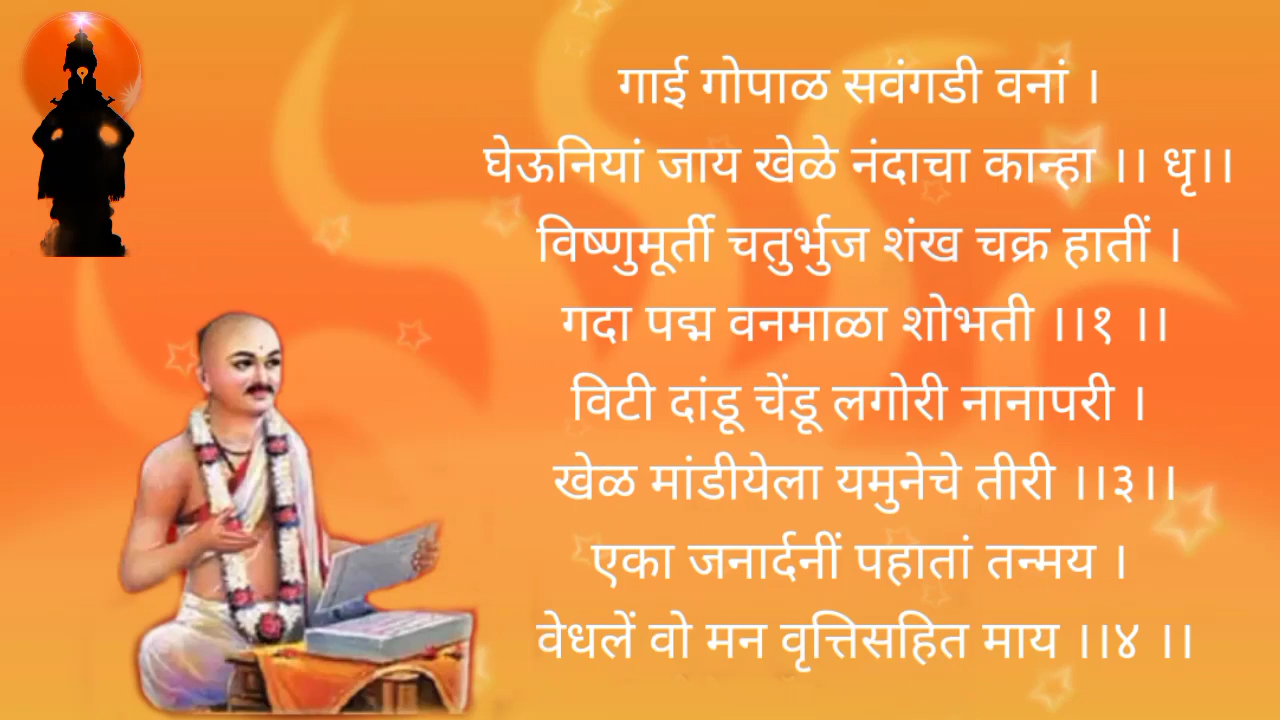 गाई गोपाळ सवंगडी वनां ।
घेऊनियां जाय खेळे नंदाचा कान्हा ।। धृ।।
विष्णुमूर्ती चतुर्भुज शंख चक्र हातीं ।
गदा पद्म वनमाळा शोभती ।।१ ।।
विटी दांडू चेंडू लगोरी नानापरी ।
खेळ मांडीयेला यमुनेचे तीरी ।।३।।
एका जनार्दनीं पहातां तन्मय ।
वेधलें वो मन वृत्तिसहित माय ।।४ ।।